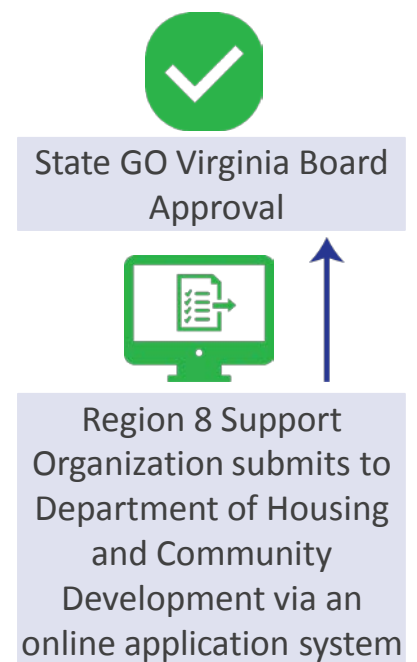 State GO Virginia Board
Approval
Region 8 Support
Organization submits to
Department of Housing
and Community
Development via an
online application system